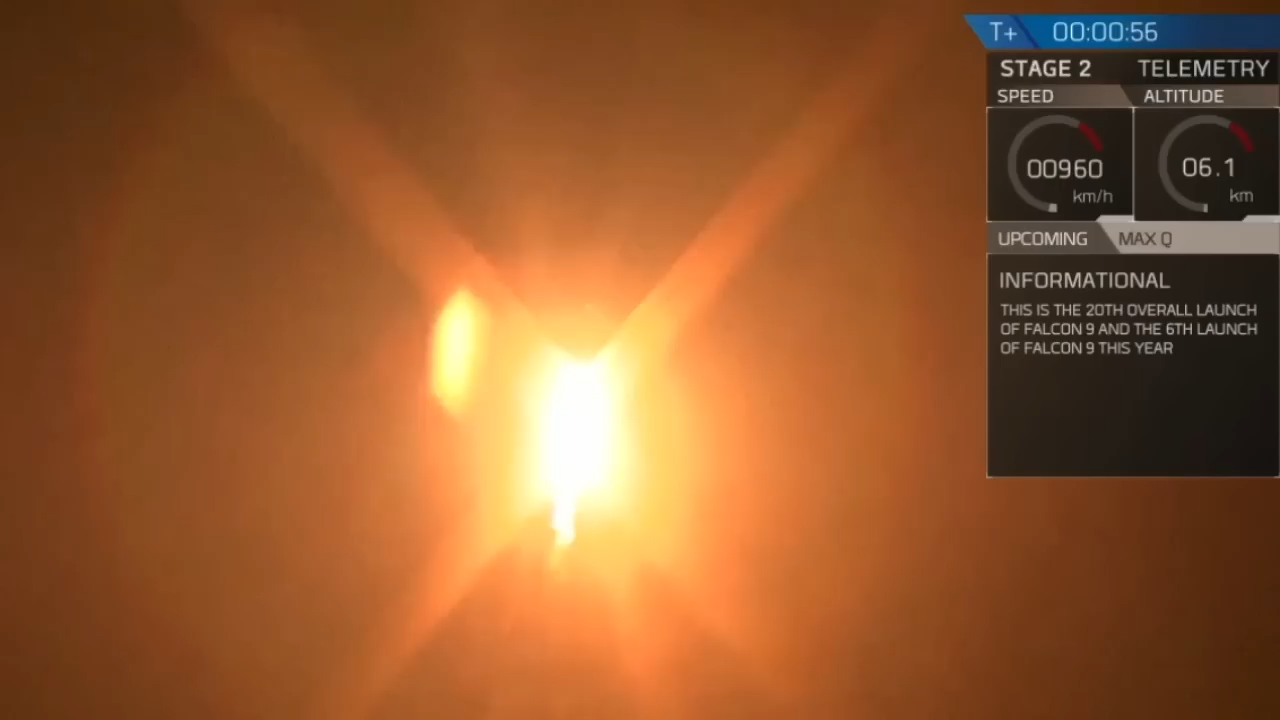 T+ 00:00:56
STAGE 2 TELEMETRY
SPEED ALTITUDE
00960 06.1
km/h km
UPCOMING MAX Q
INFORMATIONAL
THIS IS THE 20TH OVERALL LAUNCH
OF FALCON 9 AND THE 6TH LAUNCH
OF FALCON 9 THIS YEAR